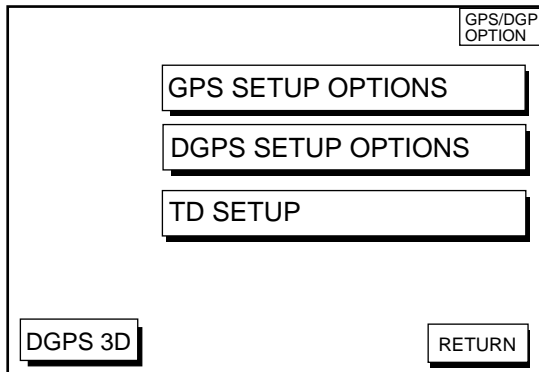 GPS/DGP
OPTION
GPS SETUP OPTIONS
DGPS SETUP OPTIONS
TD SETUP
DGPS 3D
RETURN